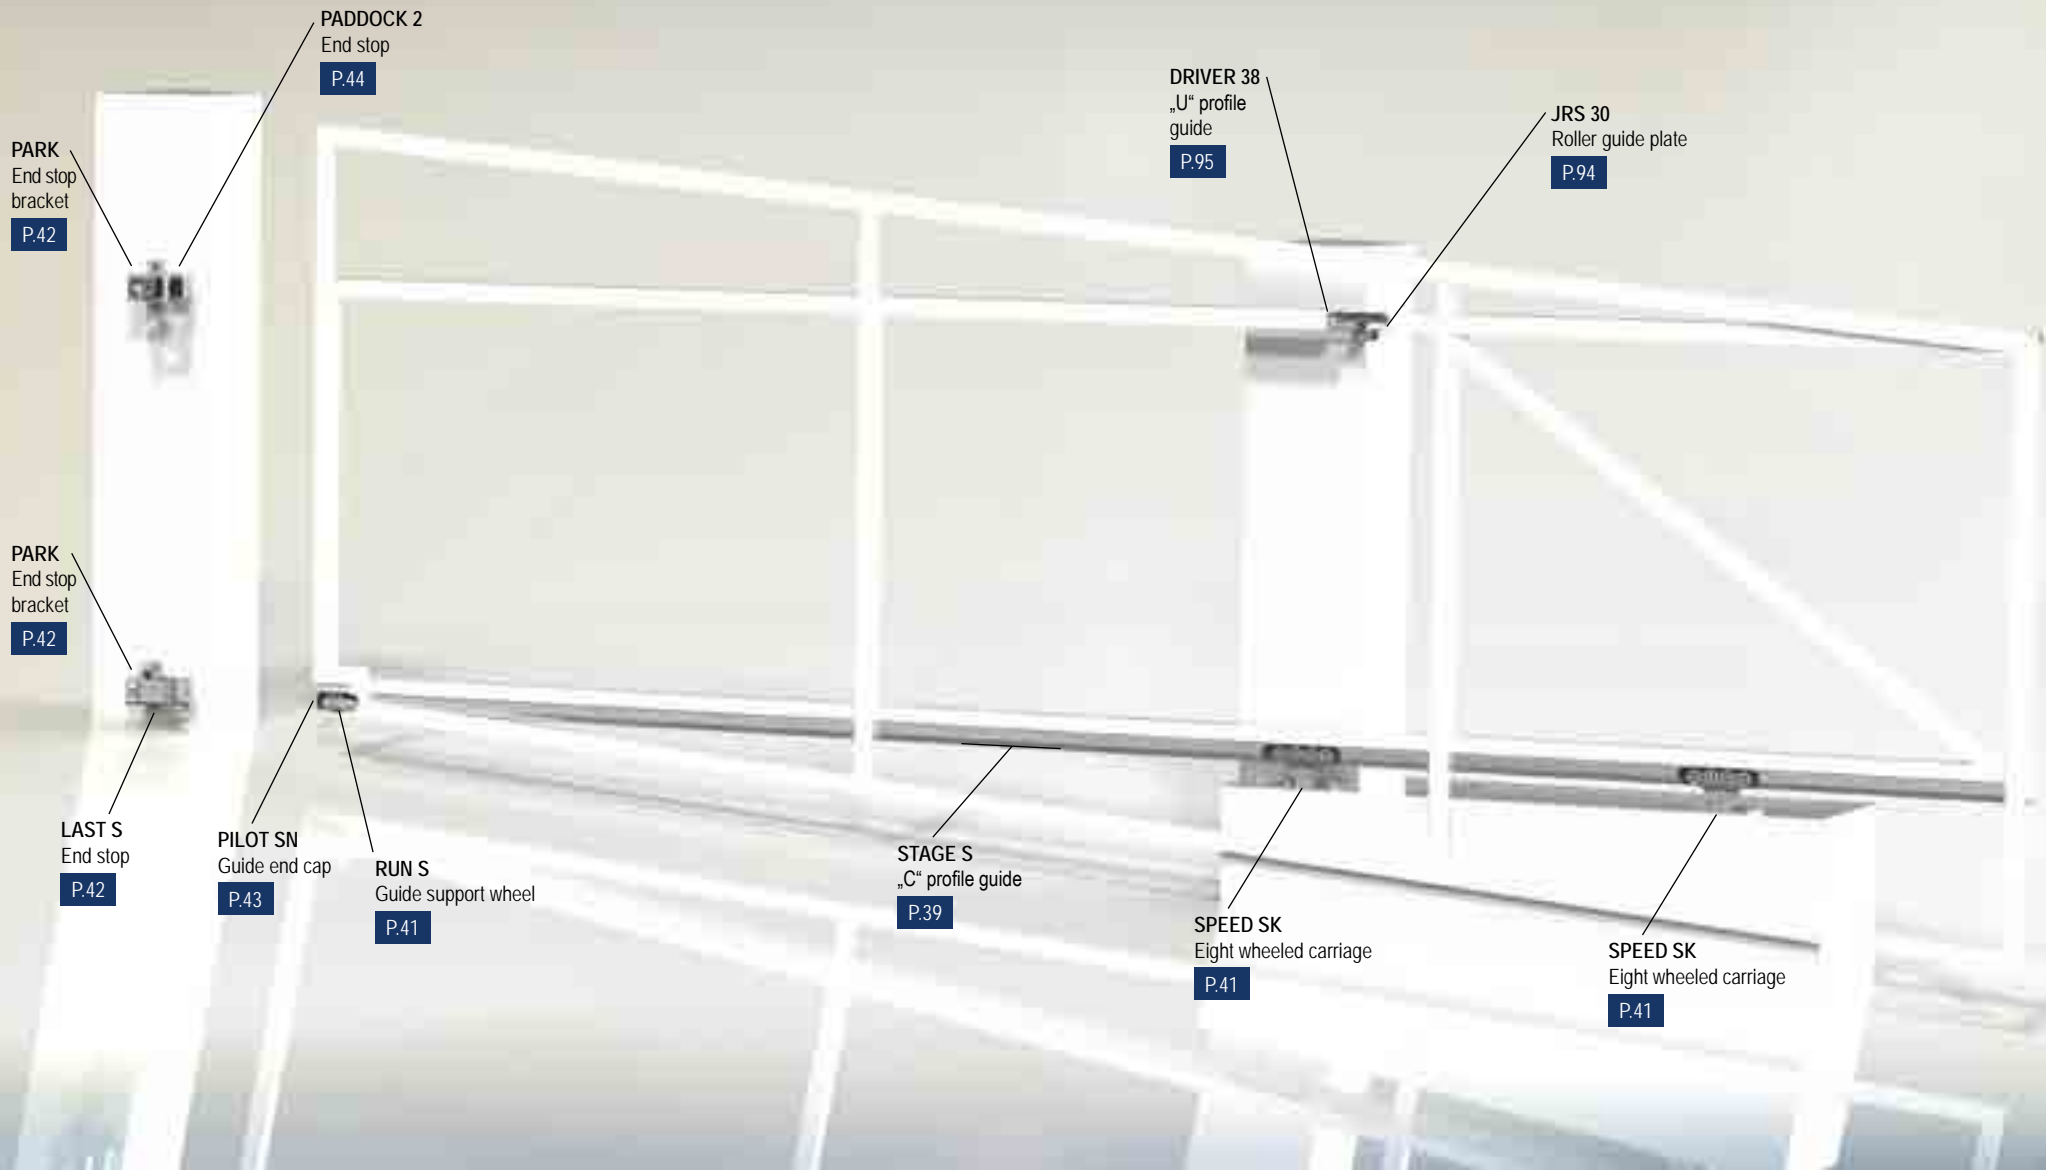 PADDOCK 2
End stop
P.44
DRIVER 38
„U“ profile
guide
P.95
JRS 30
Roller guide plate
P.94
PARK
End stop
bracket
P.42
PARK
End stop
bracket
P.42
LAST S
End stop
P.42
PILOT SN
Guide end cap
P.43
RUN S
Guide support wheel
P.41
STAGE S
„C“ profile guide
P.39
SPEED SK
Eight wheeled carriage
P.41
SPEED SK
Eight wheeled carriage
P.41